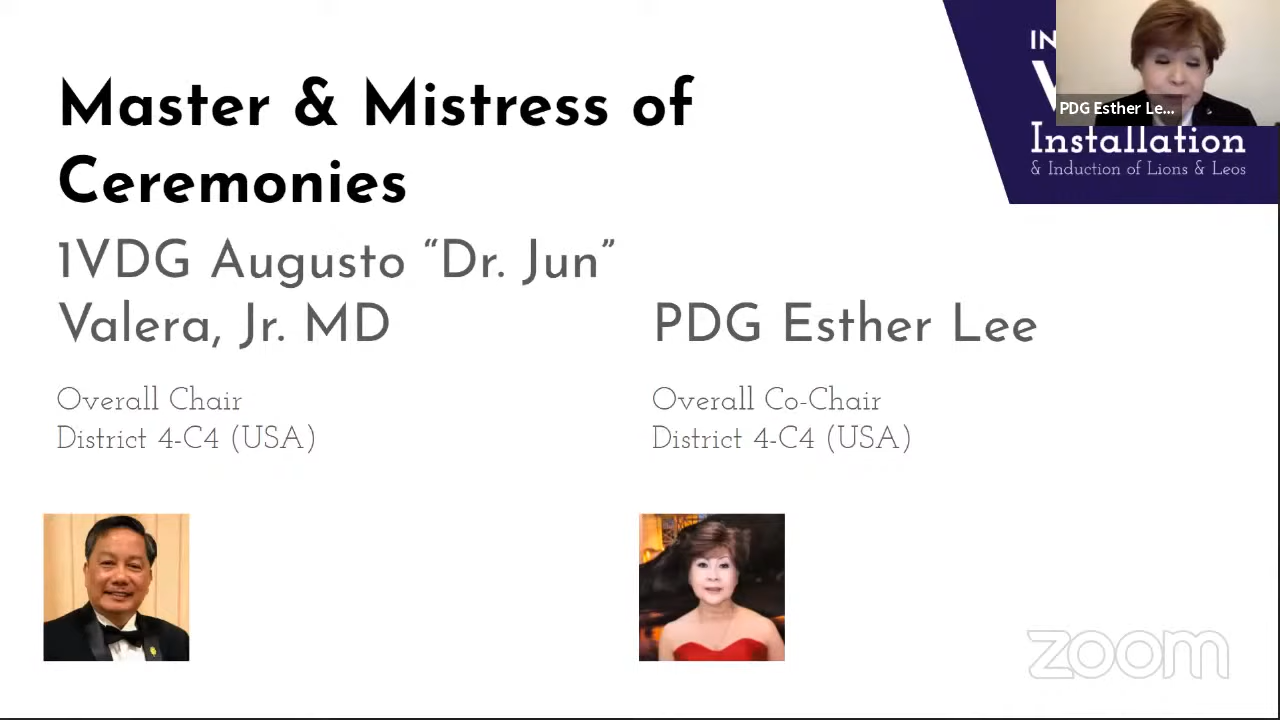 Master & Mistress of
Ceremonies
1VDG Augusto “Dr. Jun”
Valera, Jr. MD
Overall Chair
District 4-C4 (USA)
PDG Esther Lee
Overall Co-Chair
District 4-C4 (USA)
IN
PDG Esther Le...
Installation
& Induction of Lions & Leos
zoom